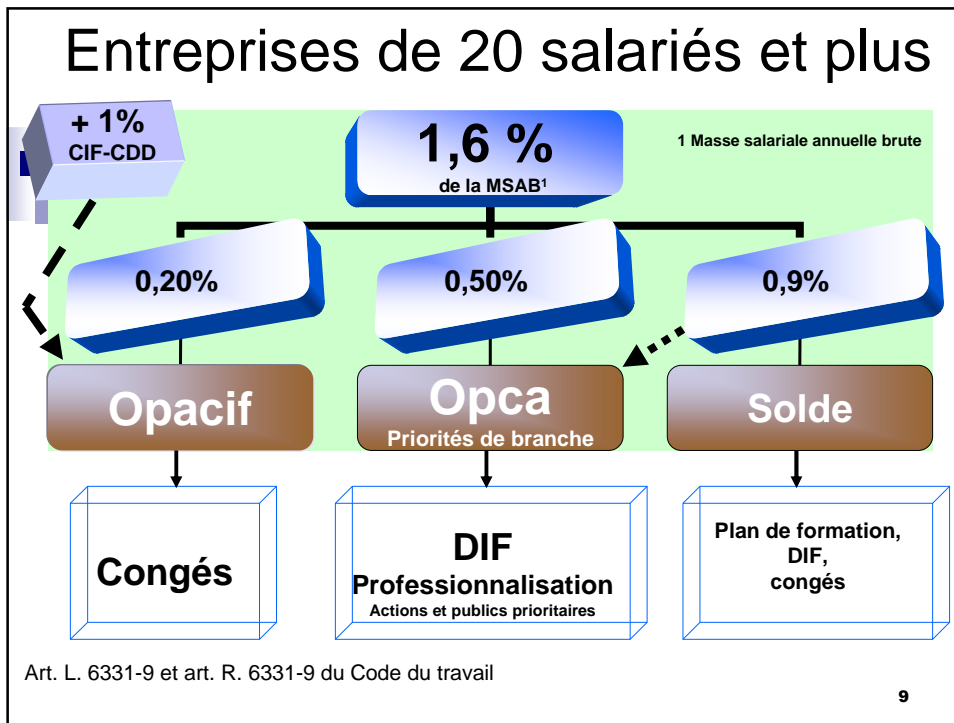 Entreprises de 20 salariés et plus
+ 1%
CIF-CDD
1,6 %
de la MSAB¹
1 Masse salariale annuelle brute
0,20%
0,50%
0,9%
Opacif
Opca
Priorités de branche
Solde
Congés
DIF
Professionnalisation
Actions et publics prioritaires
Plan de formation,
DIF,
congés
Art. L. 6331-9 et art. R. 6331-9 du Code du travail
9